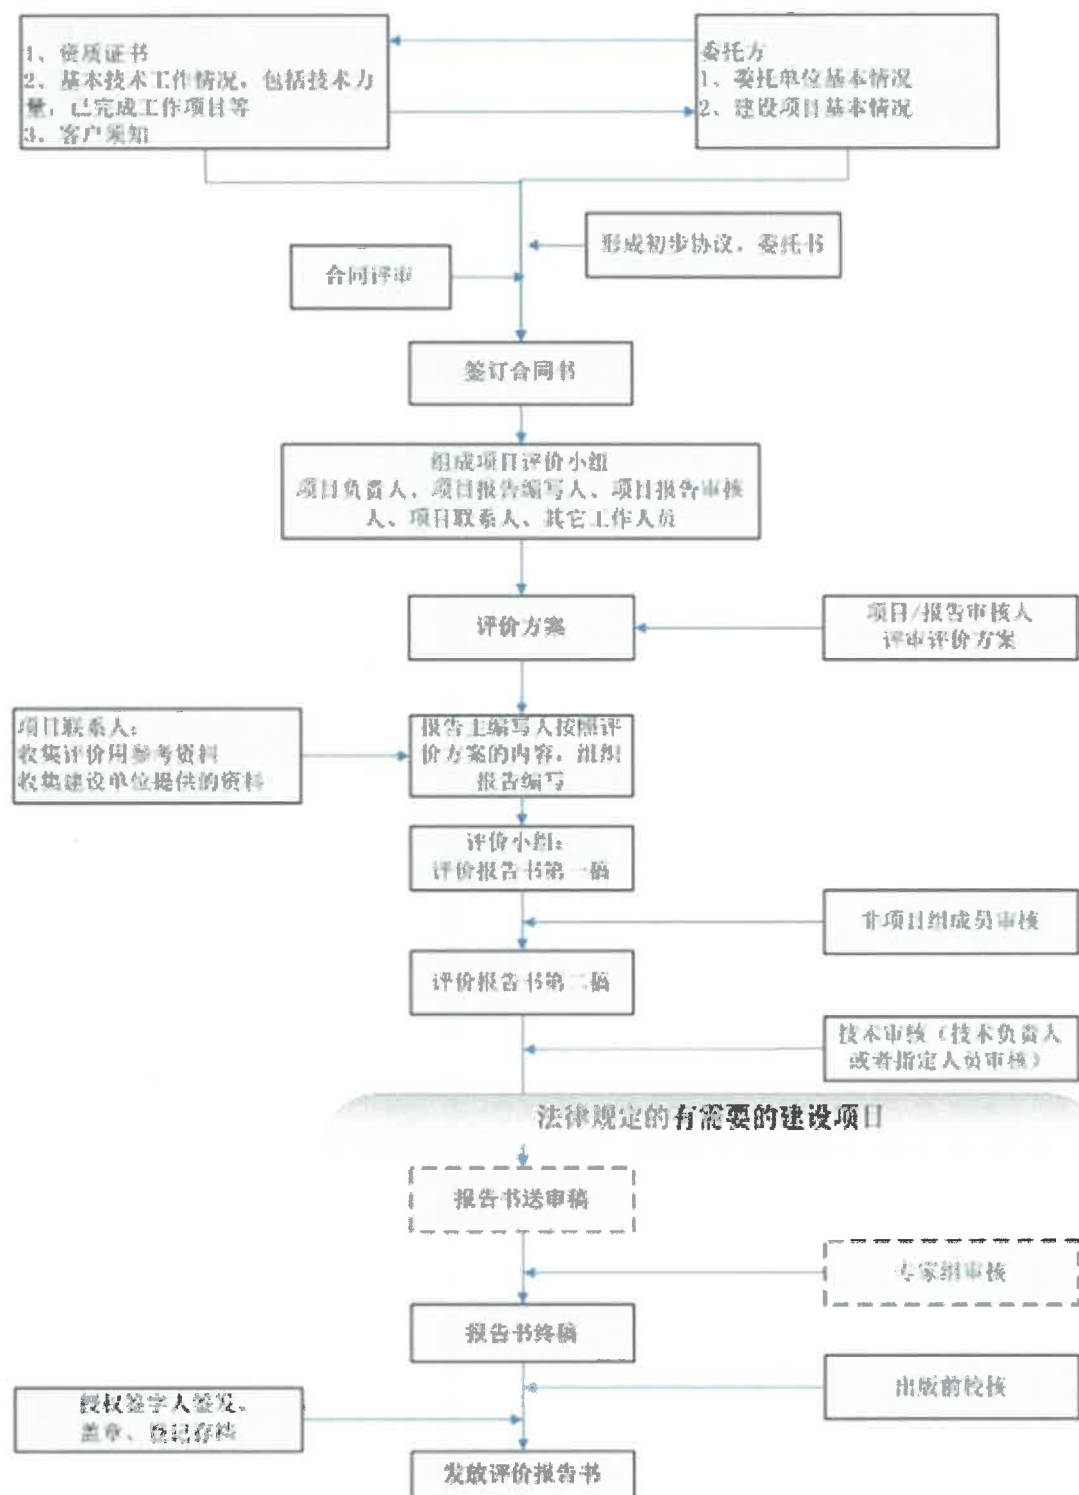 1、资质证书
2、基本技术工作情况，包括技术力
量，已完成工作项目等
3、客户须知
委托方
1、委托单位基本情况
2、建设项目基本情况
形成初步协议，委托书
合同评审
签订合同书
组成项目评价小组
项目负责人、项目报告编写人、项目报告审核
人、项目联系人、其它工作人员
评价方案
项目/报告审核人
评审评价方案
项目联系人：
收集评价用参考资料
收集建设单位提供的资料
报告主编写人按照评
价方案的内容，组织
报告编写
评价小组：
评价报告书第一稿
非项目组成员审核
评价报告书第二稿
技术审核（技术负责人
或者指定人员审核）
法律规定的有需要的建设项目
报告书送审稿
专家组审核
报告书终稿
出版前校核
授权签字人签发、
盖章、登记存档
发放评价报告书